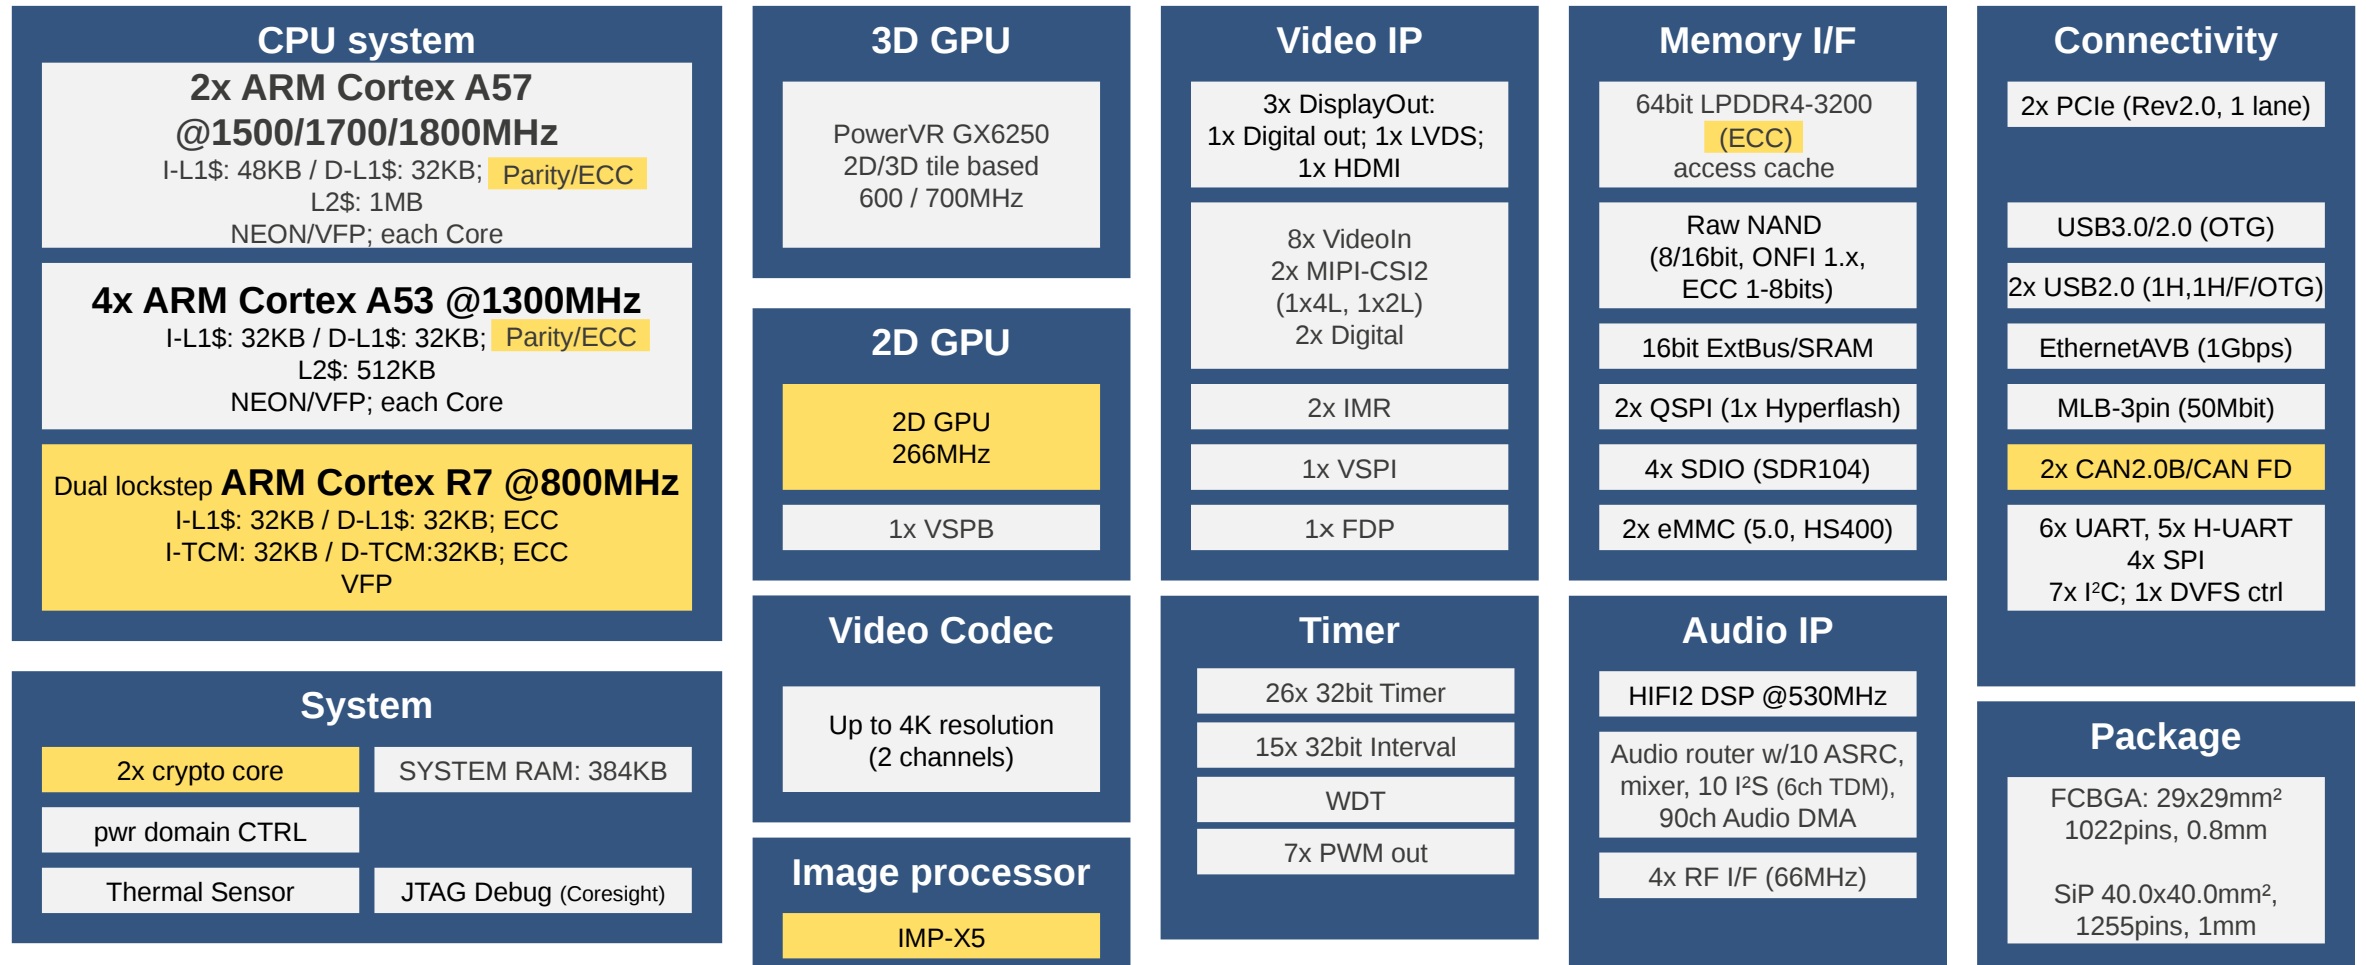 CPU system
2x ARM Cortex A57
@1500/1700/1800MHz
I-L1$: 48KB / D-L1$: 32KB; Parity/ECC
L2$: 1MB
NEON/VFP; each Core
4x ARM Cortex A53 @1300MHz
I-L1$: 32KB / D-L1$: 32KB; Parity/ECC
L2$: 512KB
NEON/VFP; each Core
Dual lockstep ARM Cortex R7 @800MHz
I-L1$: 32KB / D-L1$: 32KB; ECC
I-TCM: 32KB / D-TCM:32KB; ECC
VFP
System
2x crypto core
SYSTEM RAM: 384KB
pwr domain CTRL
Thermal Sensor
JTAG Debug (Coresight)
3D GPU
PowerVR GX6250
2D/3D tile based
600 / 700MHz
2D GPU
2D GPU
266MHz
1x VSPB
Video Codec
Up to 4K resolution
(2 channels)
Image processor
IMP-X5
Video IP
3x DisplayOut:
1x Digital out; 1x LVDS;
1x HDMI
8x VideoIn
2x MIPI-CSI2
(1x4L, 1x2L)
2x Digital
2x IMR
1x VSPI
1x FDP
Timer
26x 32bit Timer
15x 32bit Interval
WDT
7x PWM out
Memory I/F
64bit LPDDR4-3200
(ECC)
access cache
Raw NAND
(8/16bit, ONFI 1.x,
ECC 1-8bits)
16bit ExtBus/SRAM
2x QSPI (1x Hyperflash)
4x SDIO (SDR104)
2x eMMC (5.0, HS400)
Audio IP
HIFI2 DSP @530MHz
Audio router w/10 ASRC,
mixer, 10 I²S (6ch TDM),
90ch Audio DMA
4x RF I/F (66MHz)
Connectivity
2x PCIe (Rev2.0, 1 lane)
USB3.0/2.0 (OTG)
2x USB2.0 (1H,1H/F/OTG)
EthernetAVB (1Gbps)
MLB-3pin (50Mbit)
2x CAN2.0B/CAN FD
6x UART, 5x H-UART
4x SPI
7x I²C; 1x DVFS ctrl
Package
FCBGA: 29x29mm²
1022pins, 0.8mm
SiP 40.0x40.0mm²,
1255pins, 1mm